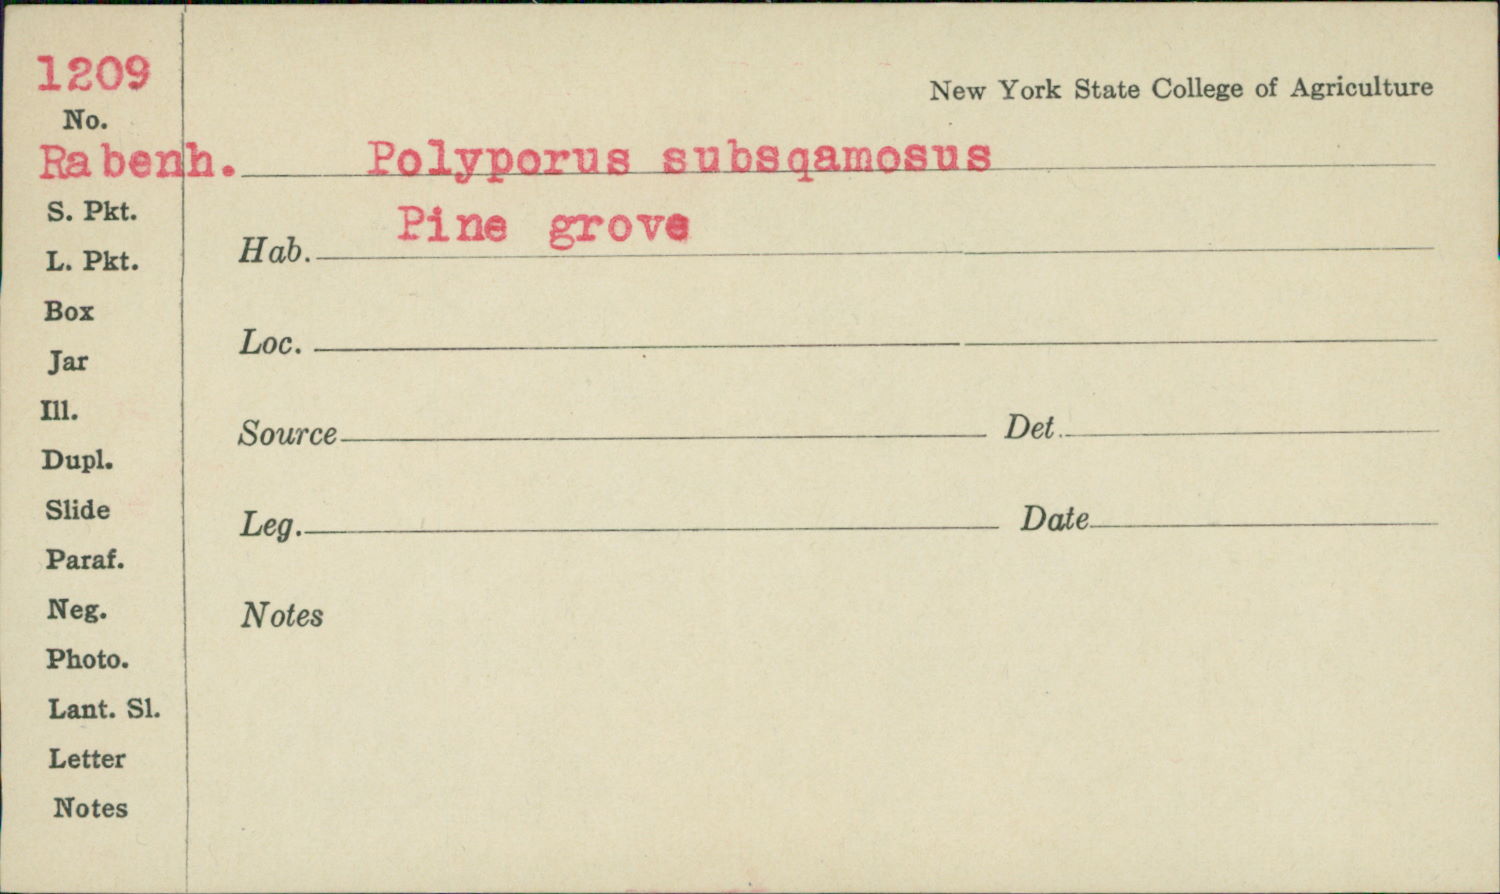 1209
New York State College of Agriculture
No.
Rabenh. Polyporus subsqamosus
S. Pkt.
Hab. Pine grove
L. Pkt.
Box
Loc.
Jar
Ill.
Source Det.
Dupl.
Slide
Leg. Date
Paraf.
Neg.
Notes
Photo.
Lant. Sl.
Letter
Notes